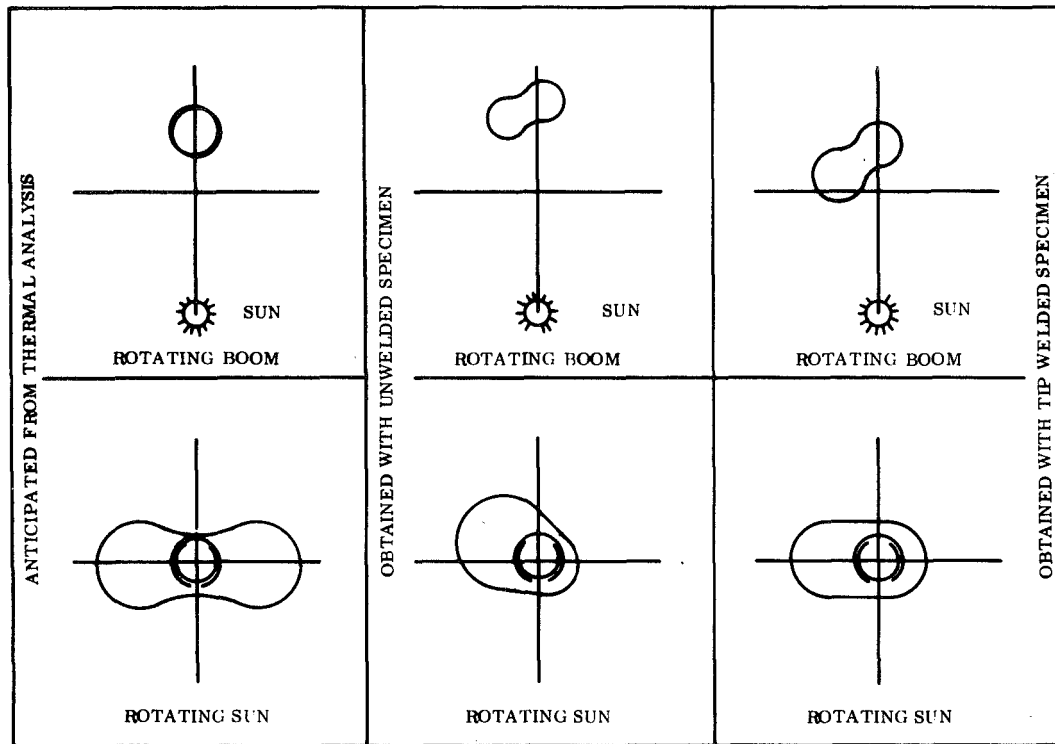 ANTICIPATED FROM THERMAL ANALYSIS
SUN
ROTATING BOOM
ROTATING SUN
OBTAINED WITH UNWELDED SPECIMEN
SUN
ROTATING BOOM
ROTATING SUN
SUN
ROTATING BOOM
ROTATING SUN
OBTAINED WITH TIP WELDED SPECIMEN